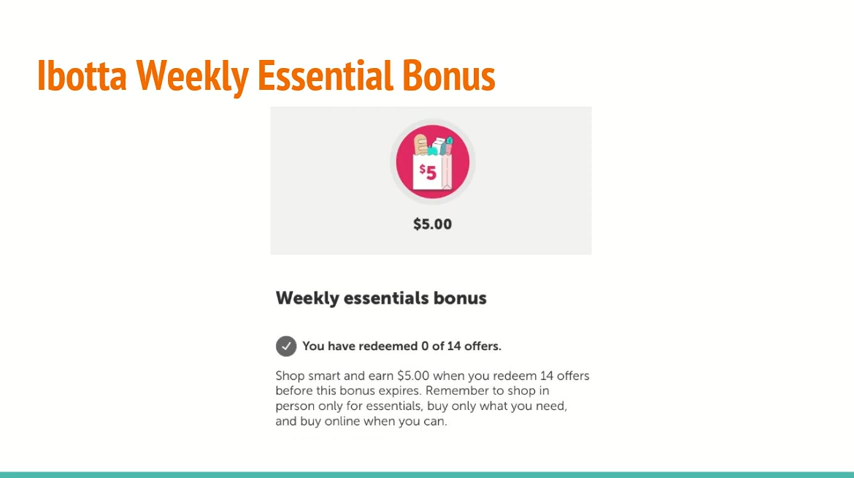 Ibotta Weekly Essential Bonus
$5
$5.00
Weekly essentials bonus
You have redeemed 0 of 14 offers.
Shop smart and earn $5.00 when you redeem 14 offers
before this bonus expires. Remember to shop in
person only for essentials, buy only what you need,
and buy online when you can.